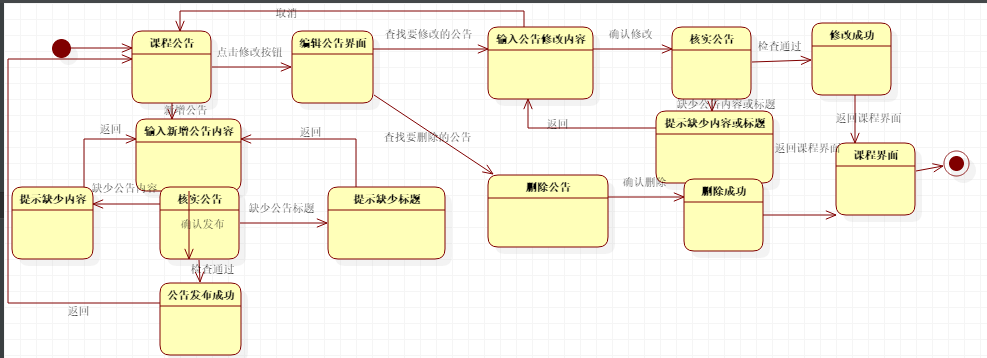 取消
课程公告
点击修改按钮
编辑公告界面
查找要修改的公告
输入公告修改内容
确认修改
核实公告
检查通过
修改成功
新增公告
缺少公告内容或标题
返回课程界面
返回
输入新增公告内容
返回
查找要删除的公告
返回
提示缺少内容或标题
返回课程界面
课程界面
缺少公告内容
提示缺少内容
核实公告
确认发布
缺少公告标题
提示缺少标题
删除公告
确认删除
删除成功
检查通过
公告发布成功
返回